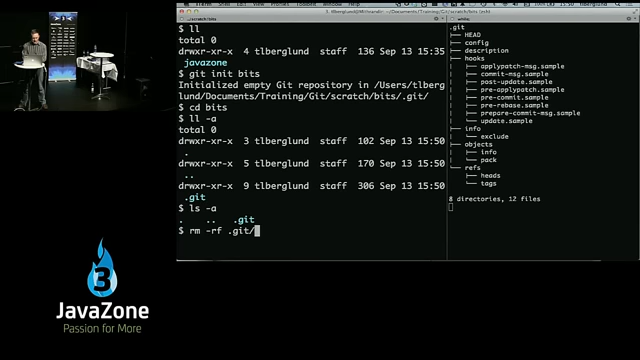 $ ll
total 0
drwxr-xr-x 4 tlberglund staff 136 Sep 13 15:35
javazone
$ git init bits
Initialized empty Git repository in /Users/tlberg
lund/Documents/Training/Git/scratch/bits/.git/
$ cd bits
$ ll -a
total 0
drwxr-xr-x 3 tlberglund staff 102 Sep 13 15:50
.
drwxr-xr-x 5 tlberglund staff 170 Sep 13 15:50
..
drwxr-xr-x 9 tlberglund staff 306 Sep 13 15:50
.git
$ ls -a
. .. .git
$ rm -rf .git/
.git
├── HEAD
├── config
├── description
├── hooks
│ ├── applypatch-msg.sample
│ ├── commit-msg.sample
│ ├── post-update.sample
│ ├── pre-applypatch.sample
│ ├── pre-commit.sample
│ ├── pre-rebase.sample
│ ├── prepare-commit-msg.sample
│ └── update.sample
├── info
│ └── exclude
├── objects
│ ├── info
│ └── pack
└── refs
├── heads
└── tags
8 directories, 12 files
3
JavaZone
Passion for More